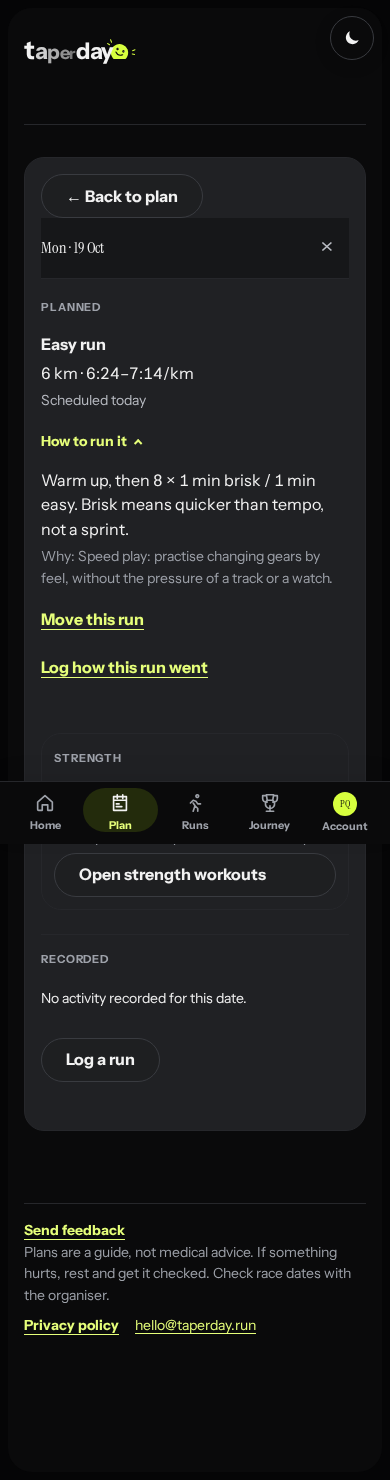 taperday
← Back to plan
Mon · 19 Oct
×
PLANNED
Easy run
6 km · 6:24–7:14/km
Scheduled today
How to run it
Warm up, then 8 × 1 min brisk / 1 min
easy. Brisk means quicker than tempo,
not a sprint.
Why: Speed play: practise changing gears by
feel, without the pressure of a track or a watch.
Move this run
Log how this run went
STRENGTH
Home
Plan
Runs
Journey
PQ
Account
Open strength workouts
RECORDED
No activity recorded for this date.
Log a run
Send feedback
Plans are a guide, not medical advice. If something
hurts, rest and get it checked. Check race dates with
the organiser.
Privacy policy hello@taperday.run